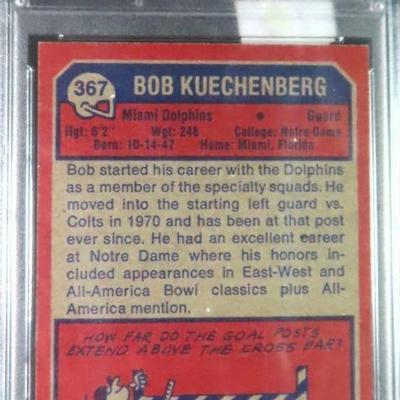 367 BOB KUECHENBERG
Miami Dolphins • Guard
Hgt: 6'2" Wgt: 248 College: Notre Dame
Born: 10-14-47 Home: Miami, Florida
Bob started his career with the Dolphins
as a member of the specialty squads. He
moved into the starting left guard vs.
Colts in 1970 and has been at that post
ever since. He had an excellent career
at Notre Dame where his honors in-
cluded appearances in East-West and
All-America Bowl classics plus All-
America mention.
HOW FAR DO THE GOAL POSTS
EXTEND ABOVE THE CROSS BAR?